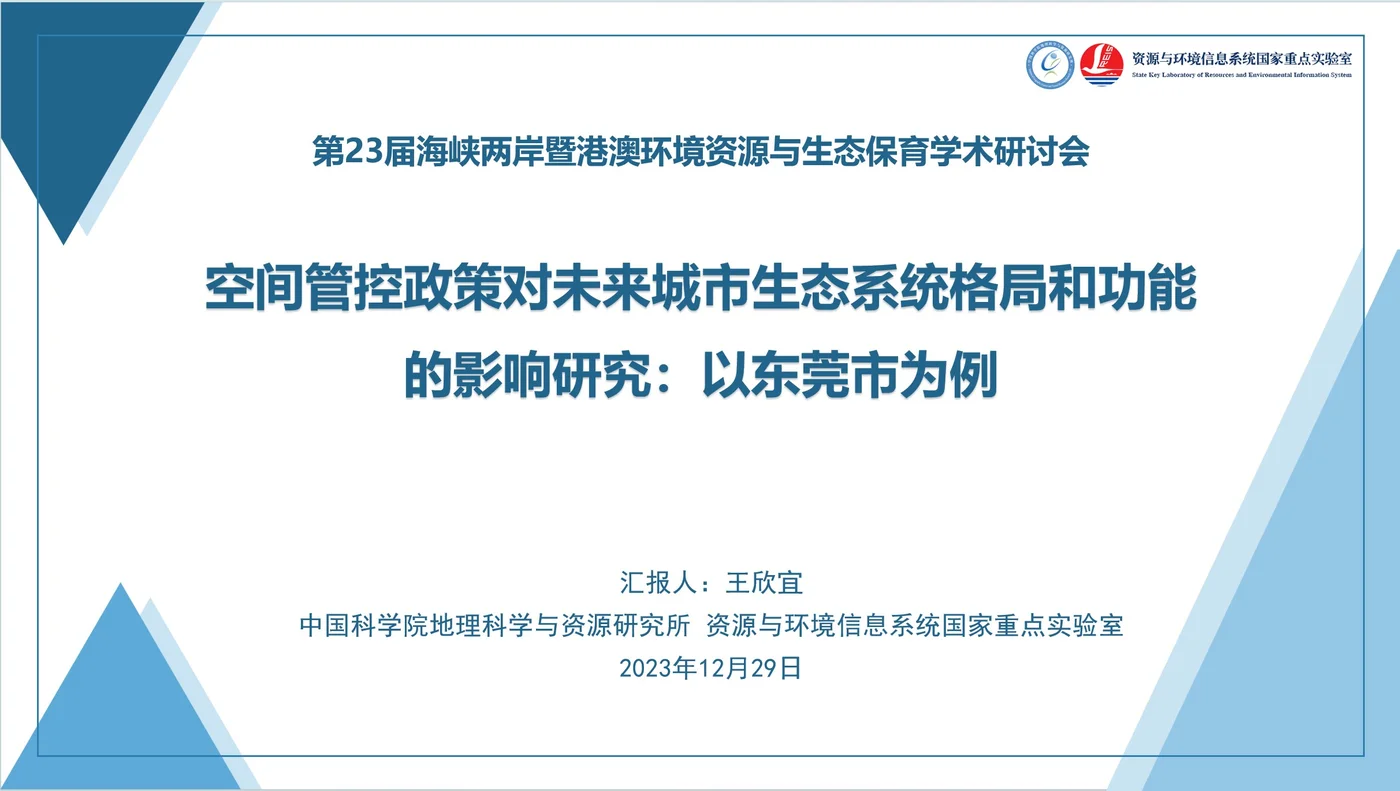 资源与环境信息系统国家重点实验室
State Key Laboratory of Resources and Environmental Information System
LREIS
第23届海峡两岸暨港澳环境资源与生态保育学术研讨会
空间管控政策对未来城市生态系统格局和功能
的影响研究：以东莞市为例
汇报人：王欣宜
中国科学院地理科学与资源研究所 资源与环境信息系统国家重点实验室
2023年12月29日